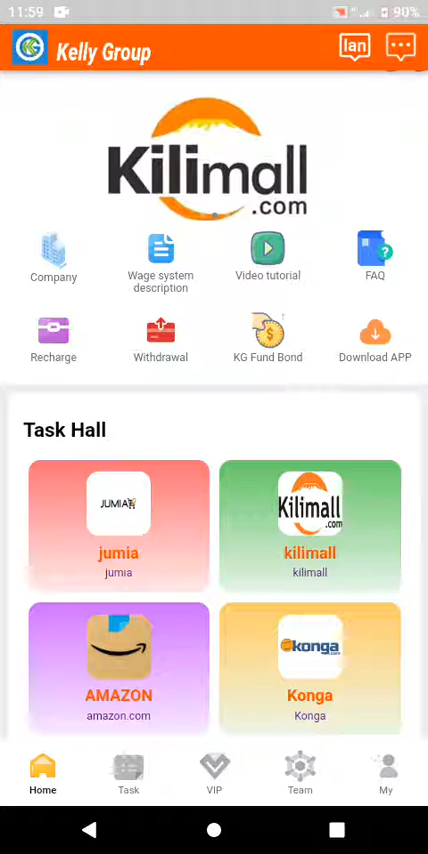 11:59
90%
Kelly Group
lan
Kilimall
.com
Company
Wage system
description
Video tutorial
FAQ
Recharge
Withdrawal
KG Fund Bond
Download APP
Task Hall
JUMIA
jumia
jumia
Kilimall
.com
kilimall
kilimall
AMAZON
amazon.com
konga
.com
Konga
Konga
Home
Task
VIP
Team
My